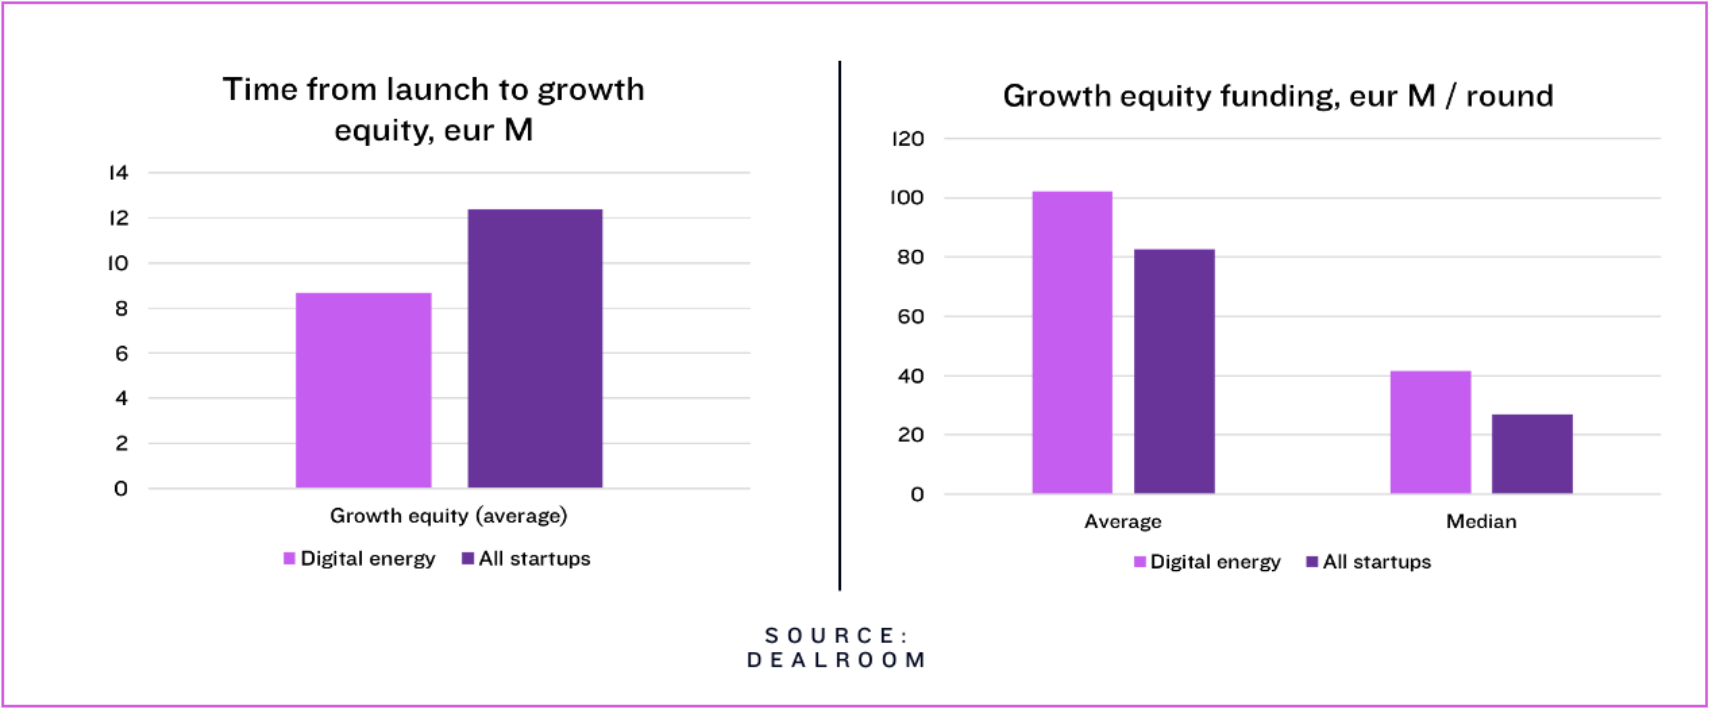 Time from launch to growth
equity, eur M
14
12
10
8
6
4
2
0
Growth equity (average)
Digital energy All startups
Growth equity funding, eur M / round
120
100
80
60
40
20
0
Average Median
Digital energy All startups
SOURCE:
DEALROOM